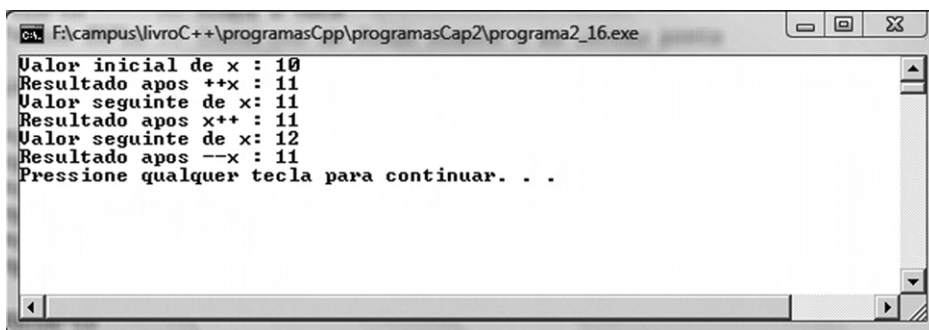 F:\campus\livroC++\programasCpp\programasCap2\programa2_16.exe
Valor inicial de x : 10
Resultado apos ++x : 11
Valor seguinte de x: 11
Resultado apos x++ : 11
Valor seguinte de x: 12
Resultado apos --x : 11
Pressione qualquer tecla para continuar. . .